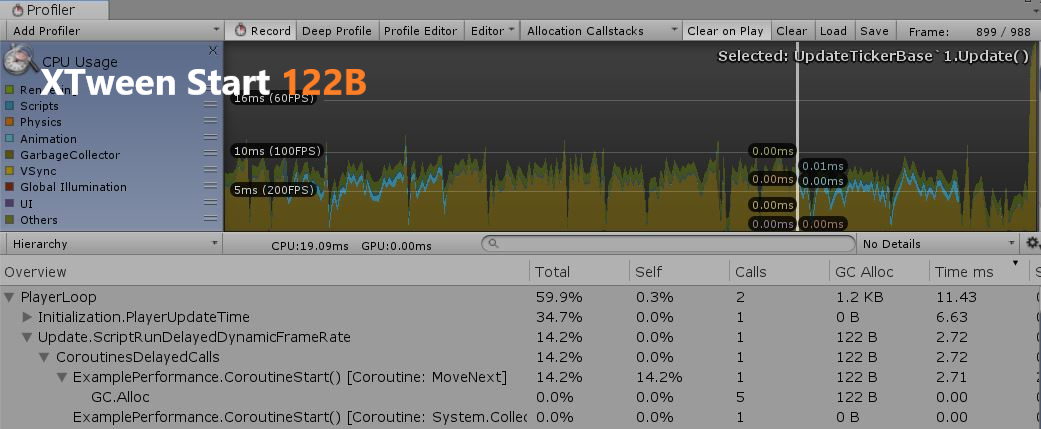 Profiler
Add Profiler Record Deep Profile Profile Editor Editor Allocation Callstacks Clear on Play Clear Load Save Frame: 899 / 988
CPU Usage X
Selected: UpdateTickerBase`1.Update()
XTween Start 122B
Scripts
Physics
Animation
GarbageCollector
VSync
Global Illumination
UI
Others
16ms (60FPS)
10ms (100FPS)
5ms (200FPS)
0.00ms
0.01ms
0.00ms 0.00ms
0.00ms
0.00ms 0.00ms
Hierarchy CPU:19.09ms GPU:0.00ms No Details
Overview Total Self Calls GC Alloc Time ms S
PlayerLoop 59.9% 0.3% 2 1.2 KB 11.43
Initialization.PlayerUpdateTime 34.7% 0.0% 1 0 B 6.63
Update.ScriptRunDelayedDynamicFrameRate 14.2% 0.0% 1 122 B 2.72
CoroutinesDelayedCalls 14.2% 0.0% 1 122 B 2.72
ExamplePerformance.CoroutineStart() [Coroutine: MoveNext] 14.2% 14.2% 1 122 B 2.71
GC.Alloc 0.0% 0.0% 5 122 B 0.00
ExamplePerformance.CoroutineStart() [Coroutine: System.Collec 0.0% 0.0% 1 0 B 0.00